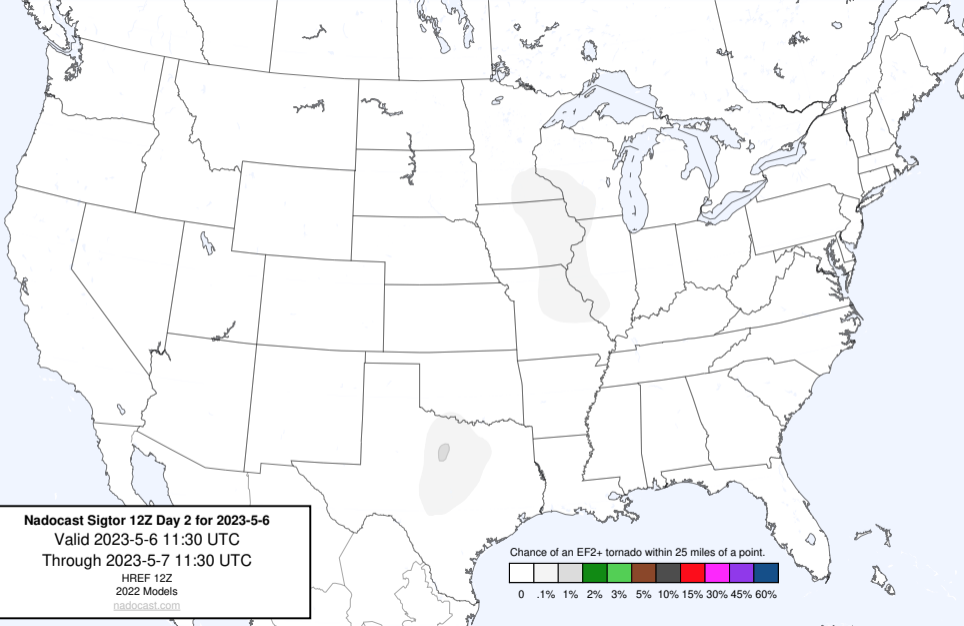 Nadocast Sigtor 12Z Day 2 for 2023-5-6
Valid 2023-5-6 11:30 UTC
Through 2023-5-7 11:30 UTC
HREF 12Z
2022 Models
nadocast.com
Chance of an EF2+ tornado within 25 miles of a point.
0 .1% 1% 2% 3% 5% 10% 15% 30% 45% 60%